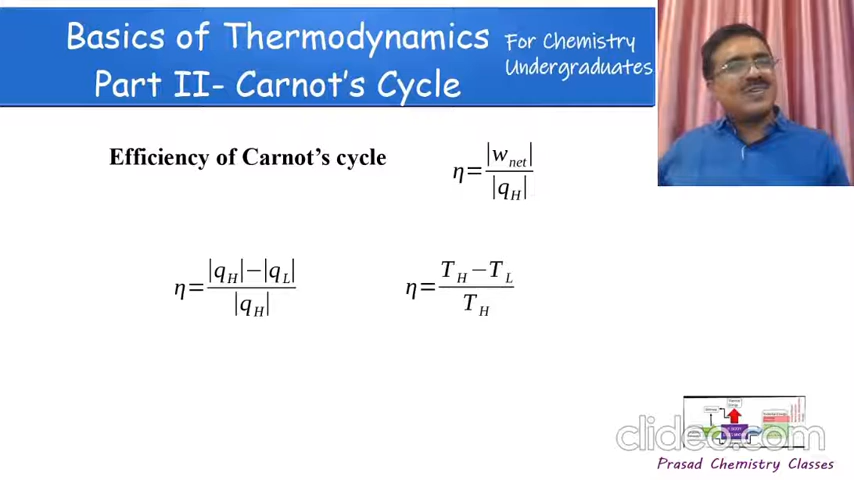 Basics of Thermodynamics
Part II- Carnot's Cycle
For Chemistry
Undergraduates
Efficiency of Carnot's cycle
η=|w_net|/|q_H|
η=(|q_H|−|q_L|)/|q_H|
η=(T_H−T_L)/T_H
clideo.com
Prasad Chemistry Classes